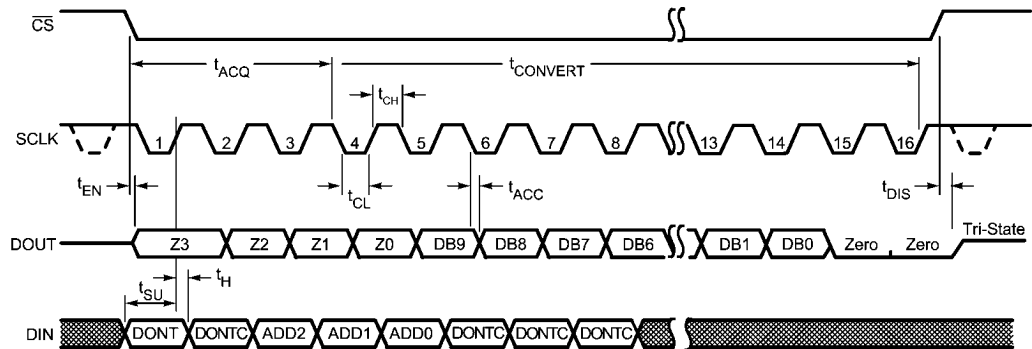 CS
tACQ tCONVERT
tCH
SCLK 1 2 3 4 5 6 7 8 13 14 15 16
tEN tCL tACC tDIS
DOUT Z3 Z2 Z1 Z0 DB9 DB8 DB7 DB6 DB1 DB0 Zero Zero Tri-State
tSU tH
DIN DONT DONTC ADD2 ADD1 ADD0 DONTC DONTC DONTC